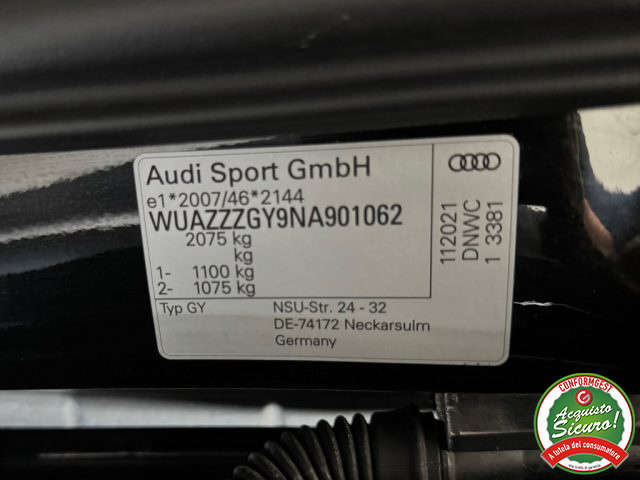 Audi Sport GmbH
e1*2007/46*2144
WUAZZZGY9NA901062
2075 kg
kg
1- 1100 kg
2- 1075 kg
Typ GY
NSU-Str. 24 - 32
DE-74172 Neckarsulm
Germany
112021
DNWC
1 3381
CONFORMGEST
Acquisto
Sicuro!
A tutela del consumatore